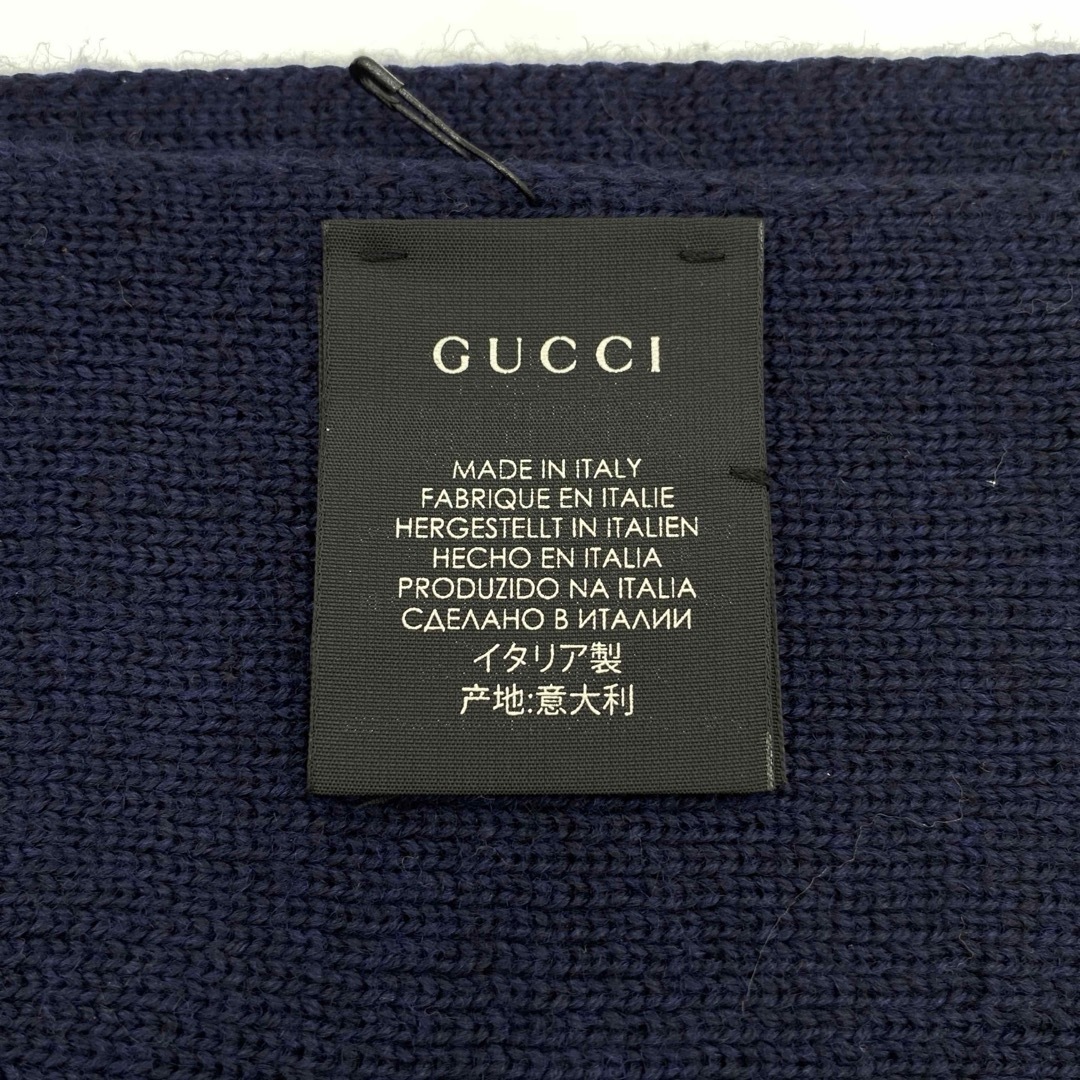 GUCCI
MADE IN ITALY
FABRIQUE EN ITALIE
HERGESTELLT IN ITALIEN
HECHO EN ITALIA
PRODUZIDO NA ITALIA
СДЕЛАНО В ИТАЛИИ
イタリア製
产地:意大利